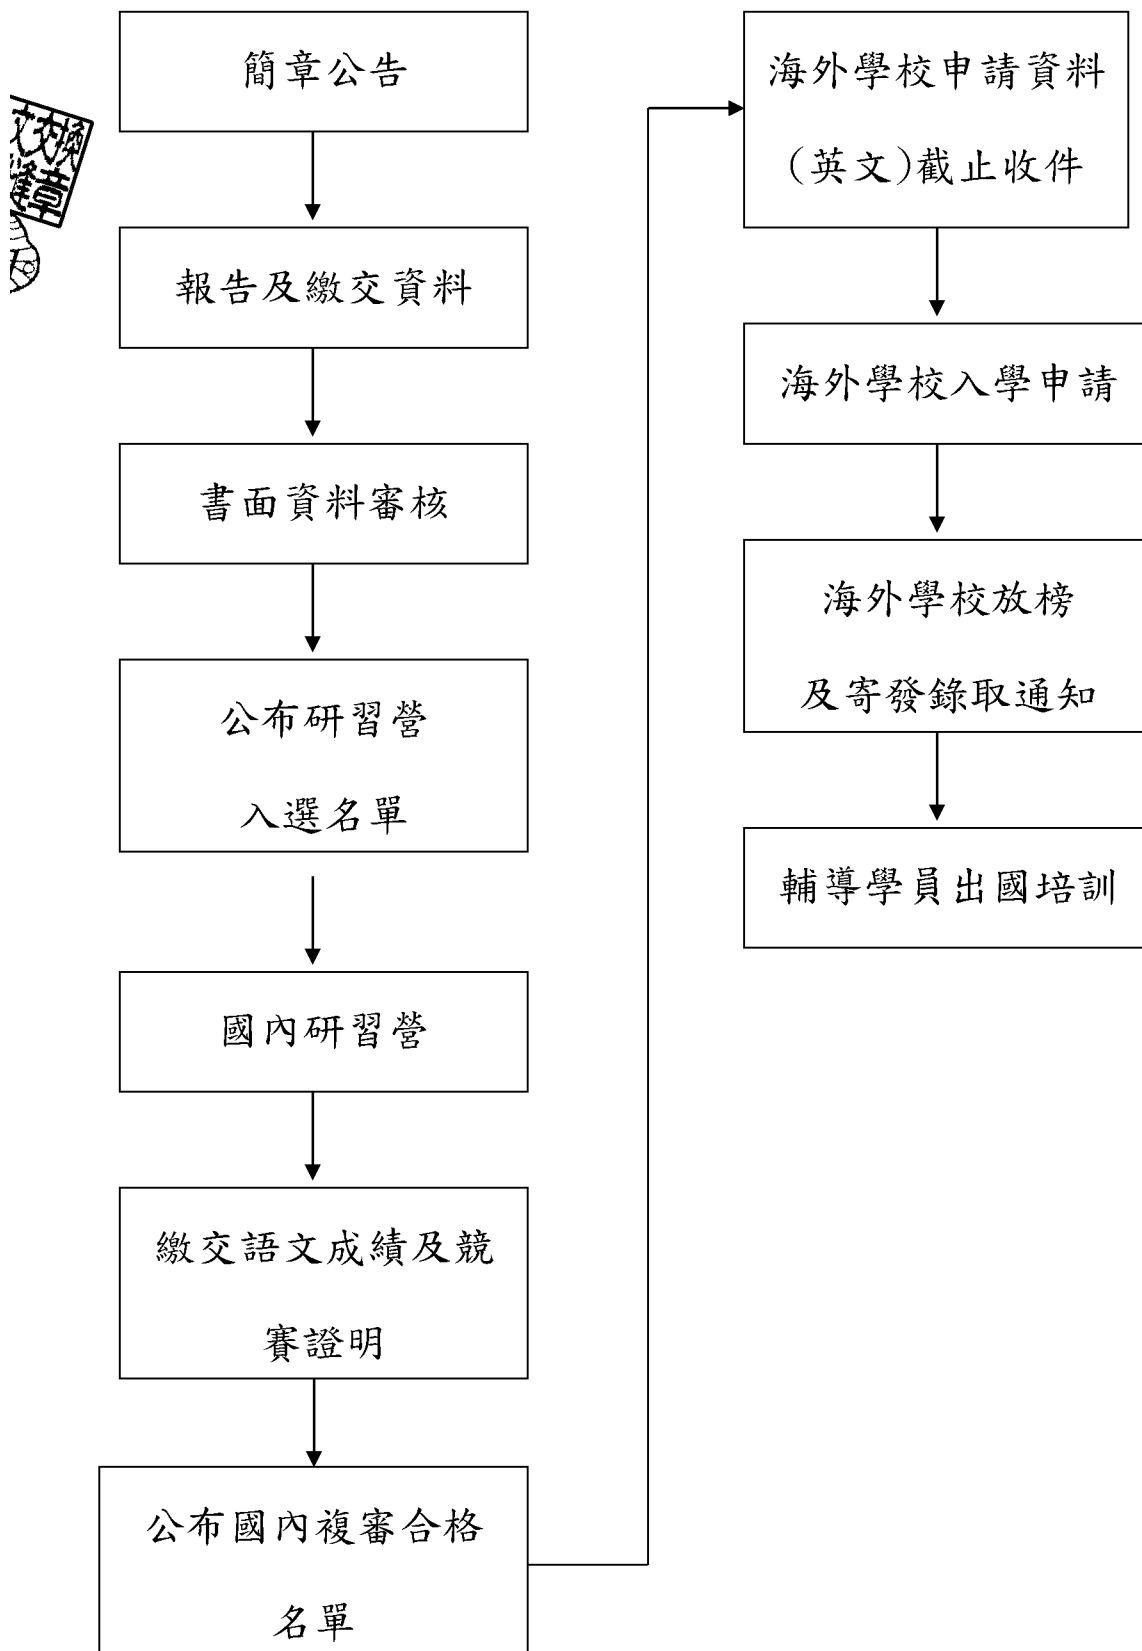 簡章公告
報告及繳交資料
書面資料審核
公布研習營
入選名單
國內研習營
繳交語文成績及競
賽證明
公布國內複審合格
名單
海外學校申請資料
(英文)截止收件
海外學校入學申請
海外學校放榜
及寄發錄取通知
輔導學員出國培訓
文交換
縫章